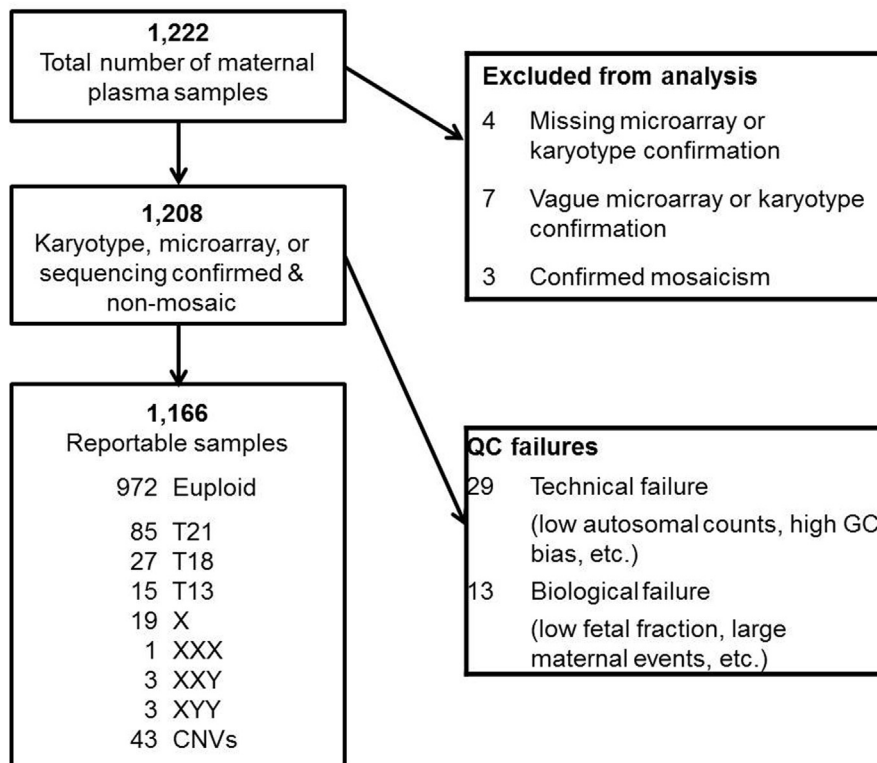 1,222
Total number of maternal
plasma samples
Excluded from analysis
4 Missing microarray or
karyotype confirmation
7 Vague microarray or karyotype
confirmation
3 Confirmed mosaicism
1,208
Karyotype, microarray, or
sequencing confirmed &
non-mosaic
1,166
Reportable samples
972 Euploid
85 T21
27 T18
15 T13
19 X
1 XXX
3 XXY
3 XYY
43 CNVs
QC failures
29 Technical failure
(low autosomal counts, high GC
bias, etc.)
13 Biological failure
(low fetal fraction, large
maternal events, etc.)